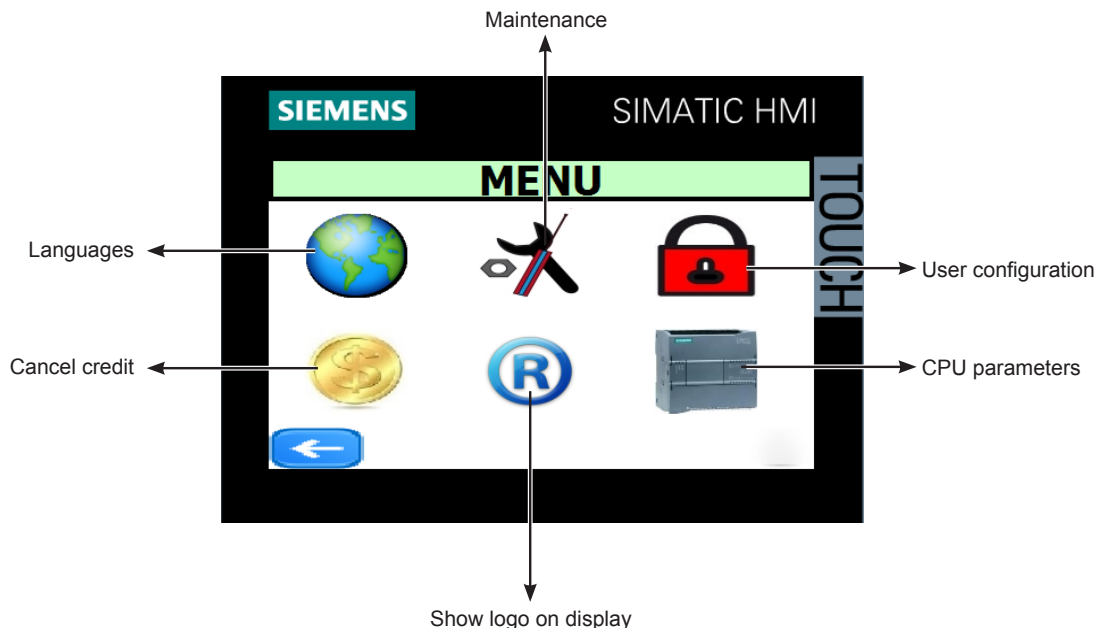 Maintenance
SIEMENS
SIMATIC HMI
MENU
TOUCH
Languages
User configuration
Cancel credit
$
R
CPU parameters
Show logo on display